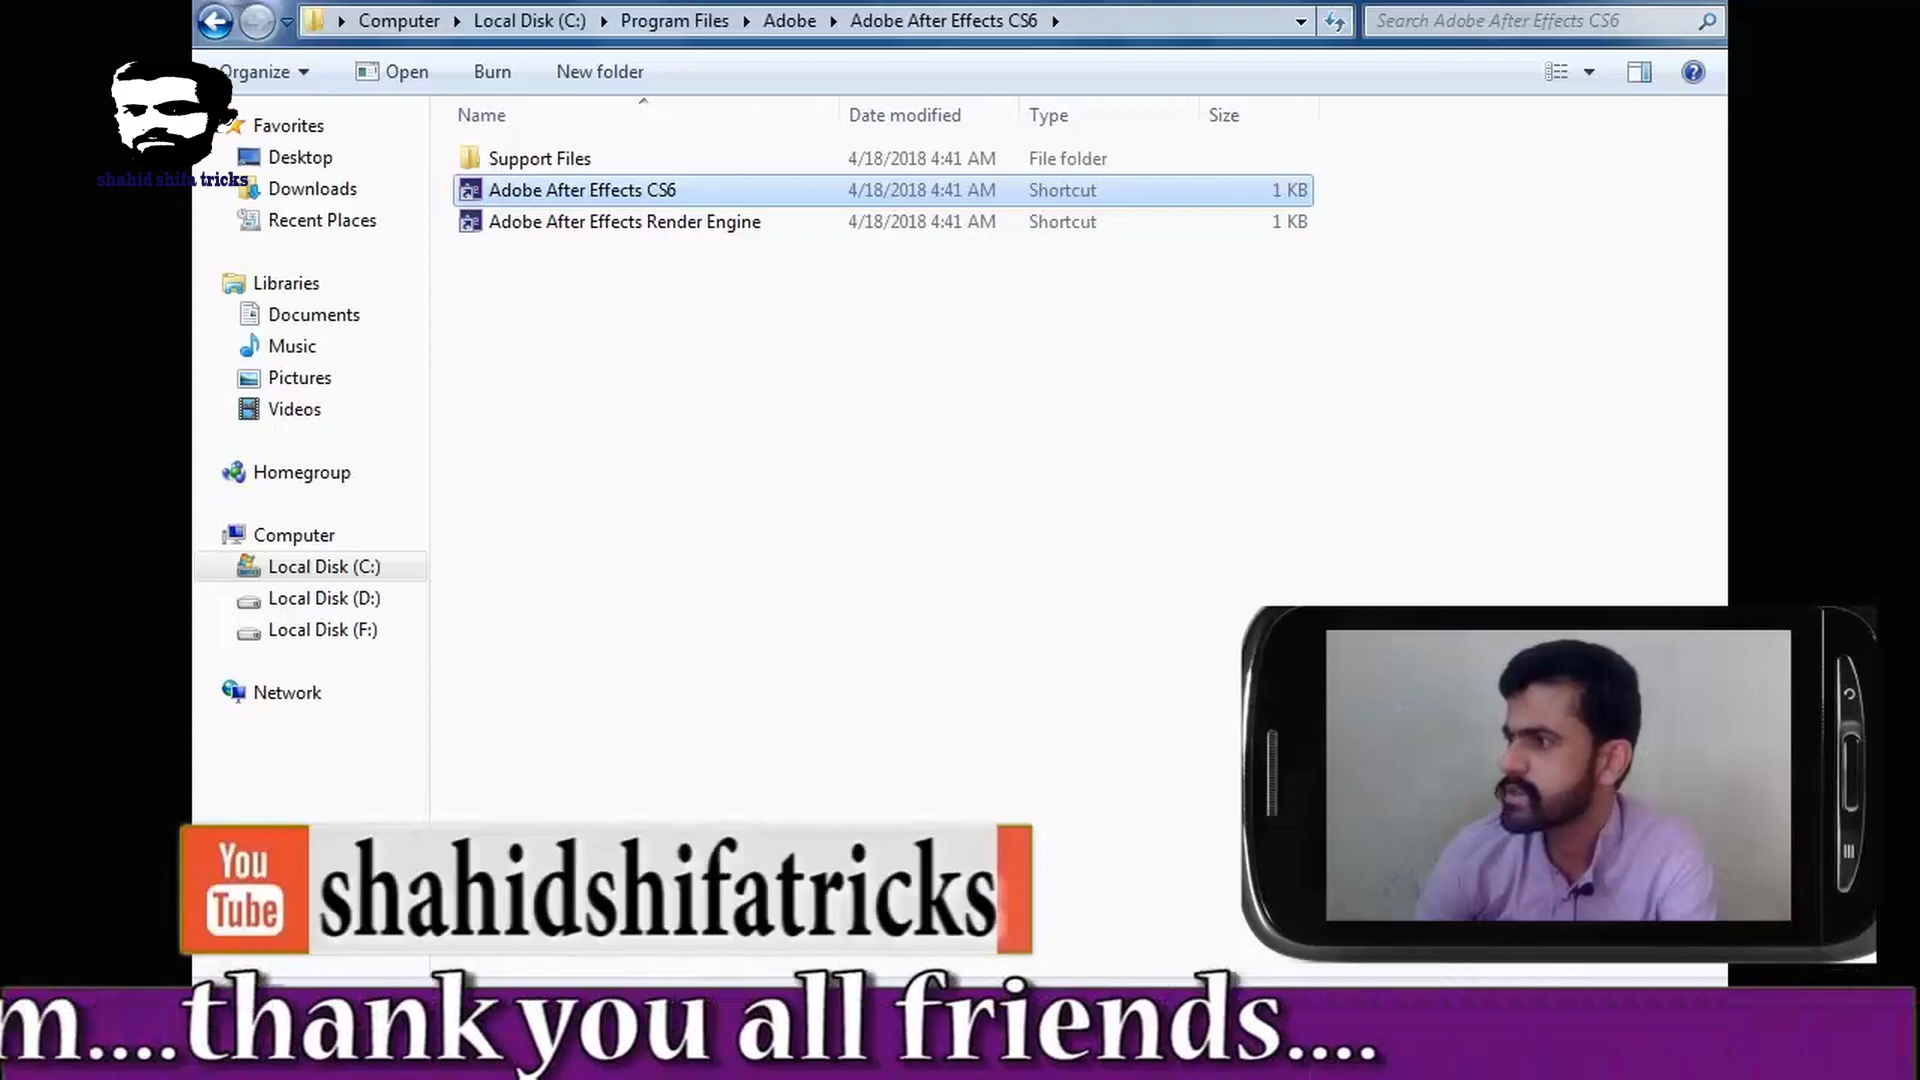 Computer Local Disk (C:) Program Files Adobe Adobe After Effects CS6
Search Adobe After Effects CS6
Organize Open Burn New folder
shahid shifa tricks
Favorites
Desktop
Downloads
Recent Places
Libraries
Documents
Music
Pictures
Videos
Homegroup
Computer
Local Disk (C:)
Local Disk (D:)
Local Disk (F:)
Network
Name Date modified Type Size
Support Files 4/18/2018 4:41 AM File folder
Adobe After Effects CS6 4/18/2018 4:41 AM Shortcut 1 KB
Adobe After Effects Render Engine 4/18/2018 4:41 AM Shortcut 1 KB
You
Tube
shahidshifatricks
m....thank you all friends....